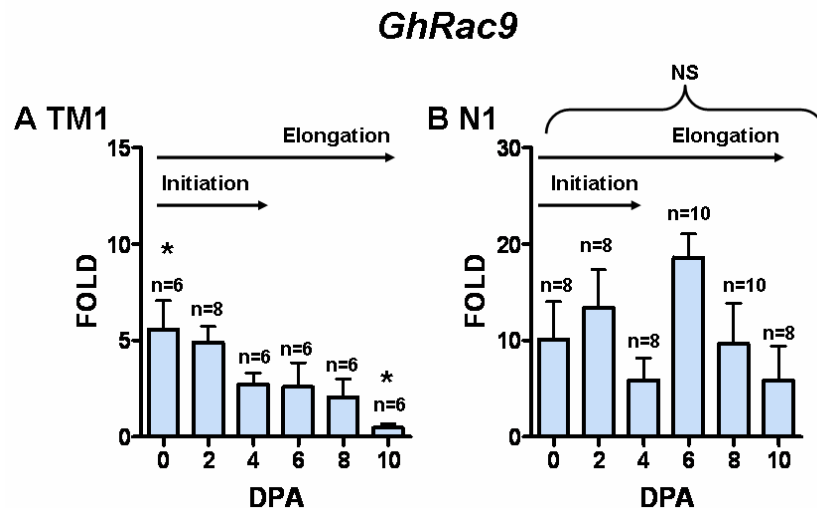 GhRac9
A TM1
Elongation
Initiation
15
10
5
0
FOLD
*
n=6
n=8
n=6
n=6
n=6
*
n=6
0 2 4 6 8 10
DPA
NS
B N1
Elongation
Initiation
30
20
10
0
FOLD
n=8
n=8
n=8
n=10
n=10
n=8
0 2 4 6 8 10
DPA